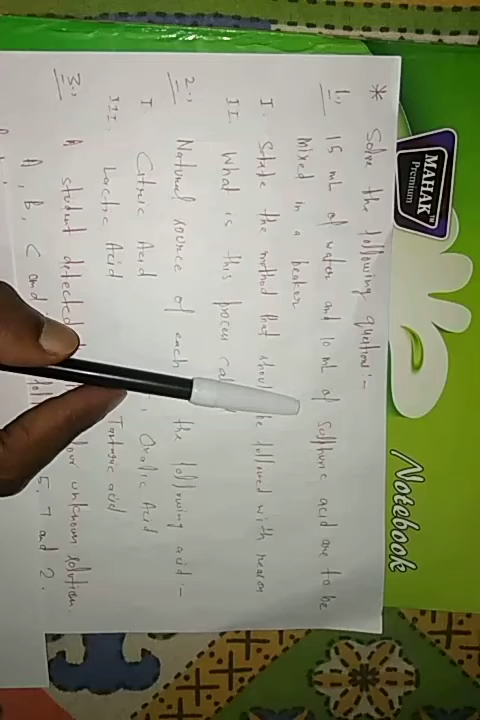 * Solve the following question:-
1., 15 mL of water and 10 mL of sulfuric acid are to be
mixed in a beaker
I. State the method that should be followed with reason
II. What is this process
2., Natural source of each the following acid:-
I. Citric Acid Oxalic Acid
III. Lactic Acid Tartaric acid
3., A student detected four unknown solution.
A, B, C and 5, 7 and 2.
MAHAK™
Premium
Notebook